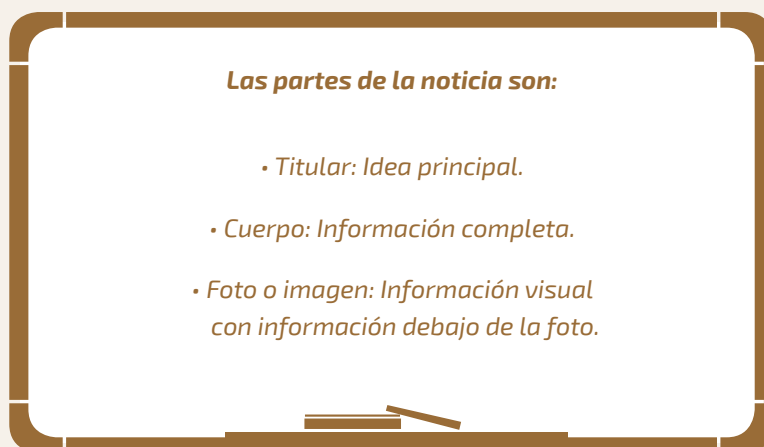 Las partes de la noticia son:
• Titular: Idea principal.
• Cuerpo: Información completa.
• Foto o imagen: Información visual
con información debajo de la foto.